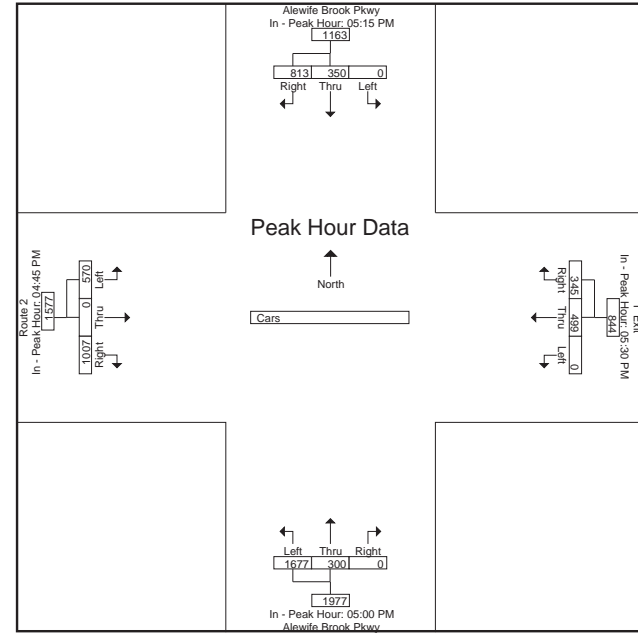 Alewife Brook Pkwy
In - Peak Hour: 05:15 PM
1163
813 350 0
Right Thru Left
Peak Hour Data
North
Cars
Route 2
In - Peak Hour: 04:45 PM
1577
570 0 1007
Left Thru Right
T Exit
In - Peak Hour: 05:30 PM
844
345 499 0
Right Thru Left
Left Thru Right
1677 300 0
1977
In - Peak Hour: 05:00 PM
Alewife Brook Pkwy